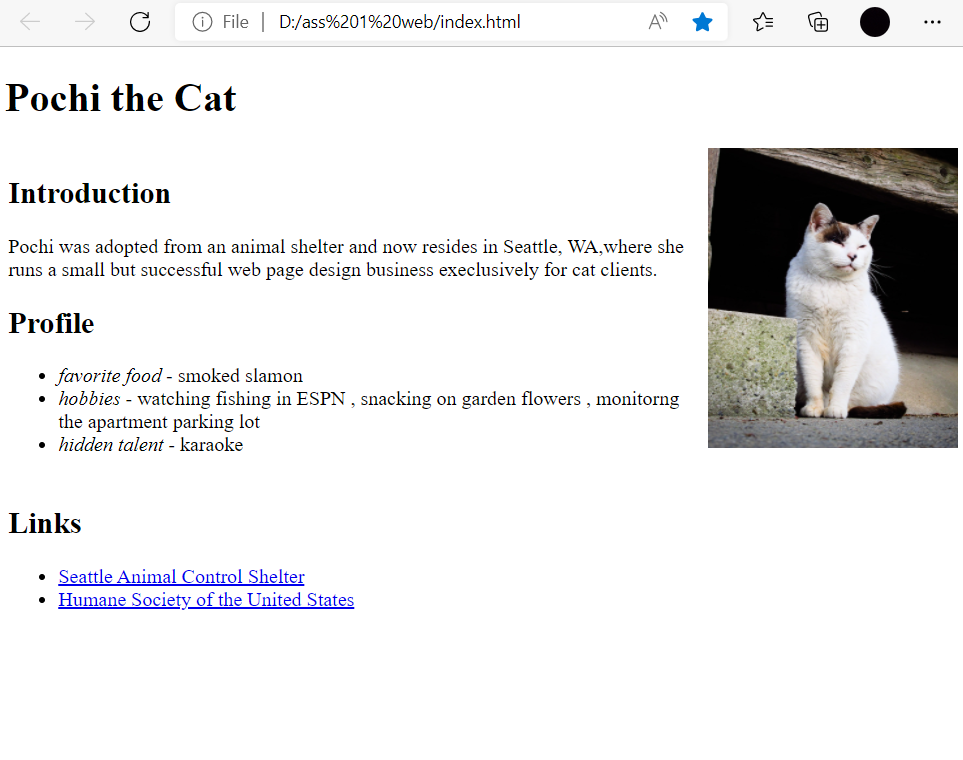 File
D:/ass%201%20web/index.html
Pochi the Cat
Introduction
Pochi was adopted from an animal shelter and now resides in Seattle, WA,where she
runs a small but successful web page design business execlusively for cat clients.
Profile
favorite food - smoked slamon
hobbies - watching fishing in ESPN , snacking on garden flowers , monitorng
the apartment parking lot
hidden talent - karaoke
Links
Seattle Animal Control Shelter
Humane Society of the United States